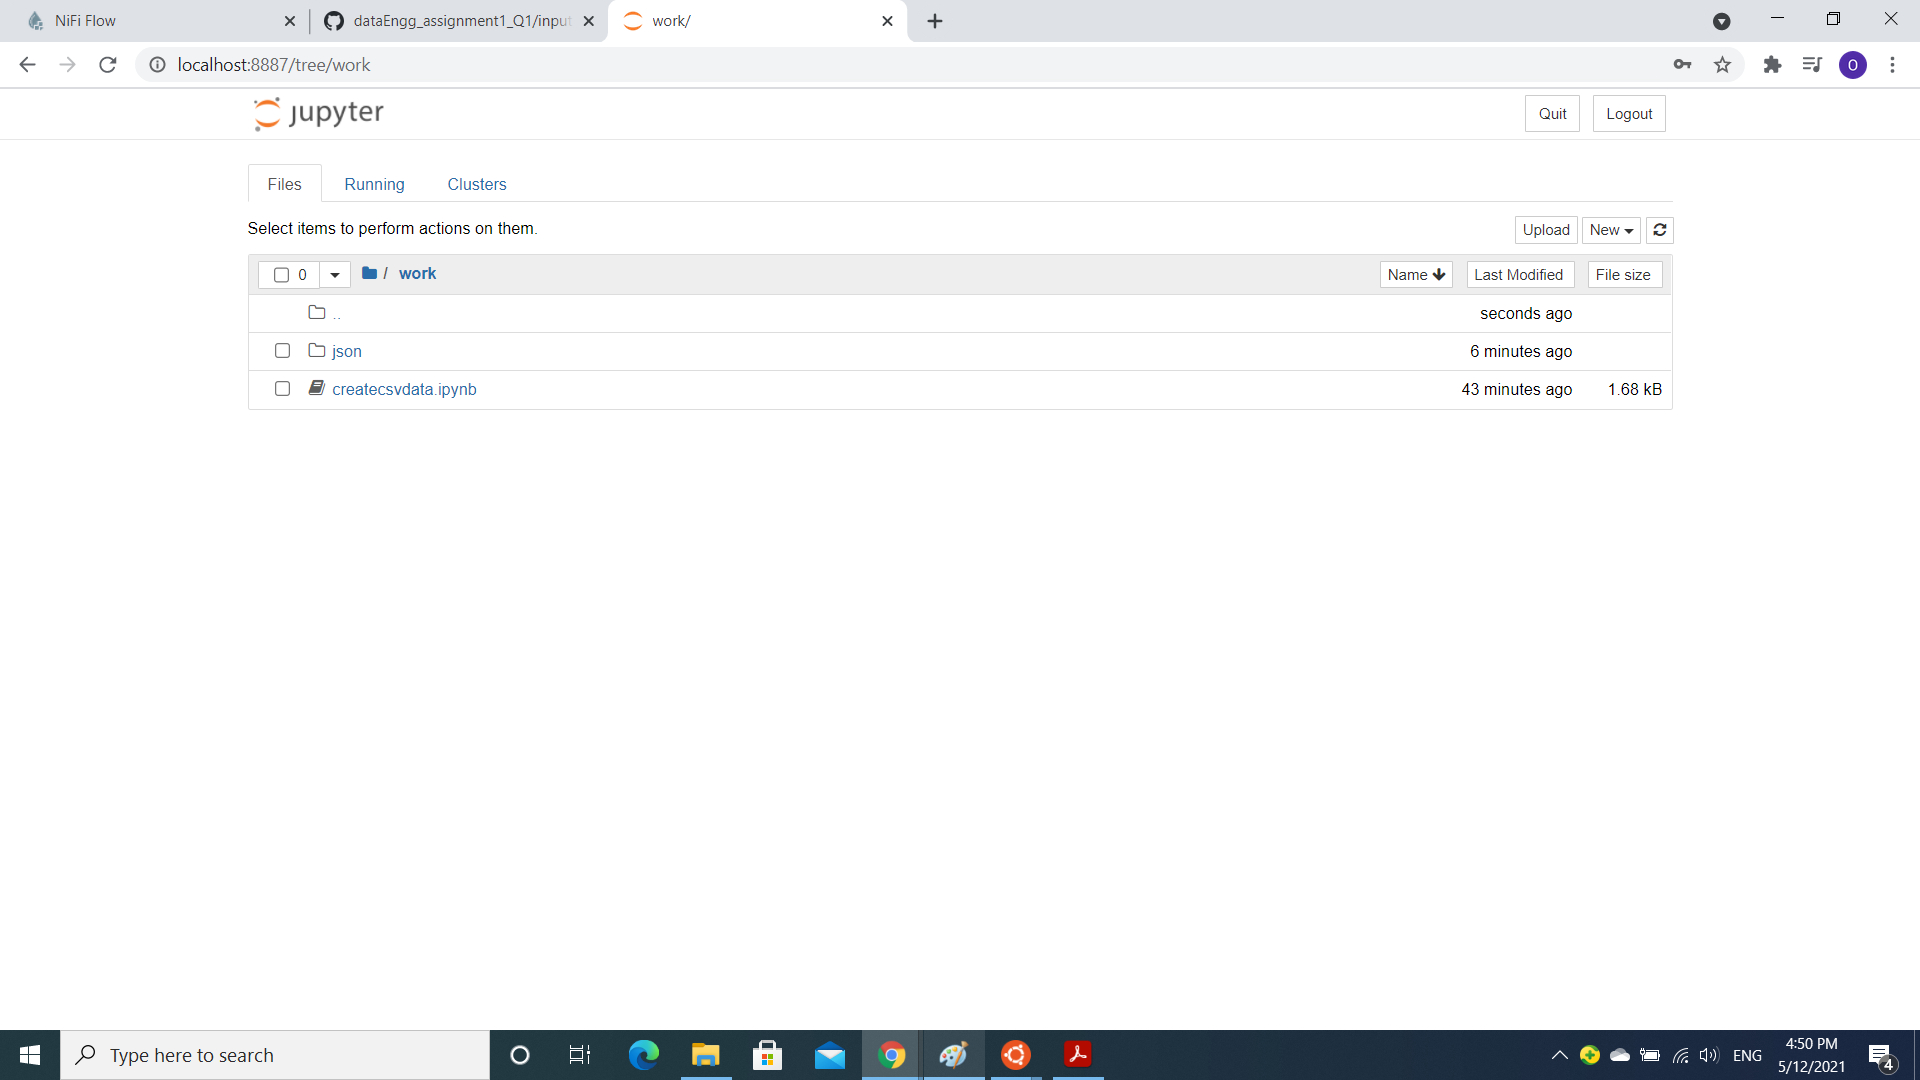 NiFi Flow
dataEngg_assignment1_Q1/input
work/
localhost:8887/tree/work
O
jupyter
Quit
Logout
Files
Running
Clusters
Select items to perform actions on them.
Upload
New
0
/ work
Name
Last Modified
File size
..
seconds ago
json
6 minutes ago
createcsvdata.ipynb
43 minutes ago
1.68 kB
Type here to search
ENG
4:50 PM
5/12/2021
4